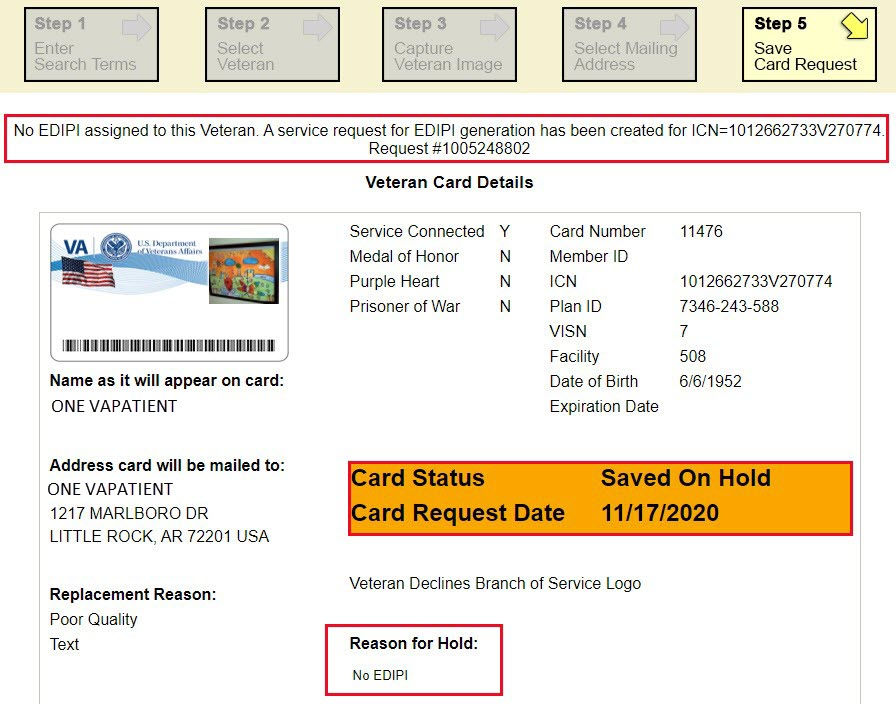 Step 1
Enter
Search Terms
Step 2
Select
Veteran
Step 3
Capture
Veteran Image
Step 4
Select Mailing
Address
Step 5
Save
Card Request
No EDIPI assigned to this Veteran. A service request for EDIPI generation has been created for ICN=1012662733V270774.
Request #1005248802
Veteran Card Details
VA
U.S. Department
of Veterans Affairs
Service Connected Y
Medal of Honor N
Purple Heart N
Prisoner of War N
Card Number 11476
Member ID
ICN 1012662733V270774
Plan ID 7346-243-588
VISN 7
Facility 508
Date of Birth 6/6/1952
Expiration Date
Name as it will appear on card:
ONE VAPATIENT
Address card will be mailed to:
ONE VAPATIENT
1217 MARLBORO DR
LITTLE ROCK, AR 72201 USA
Card Status Saved On Hold
Card Request Date 11/17/2020
Veteran Declines Branch of Service Logo
Replacement Reason:
Poor Quality
Text
Reason for Hold:
No EDIPI